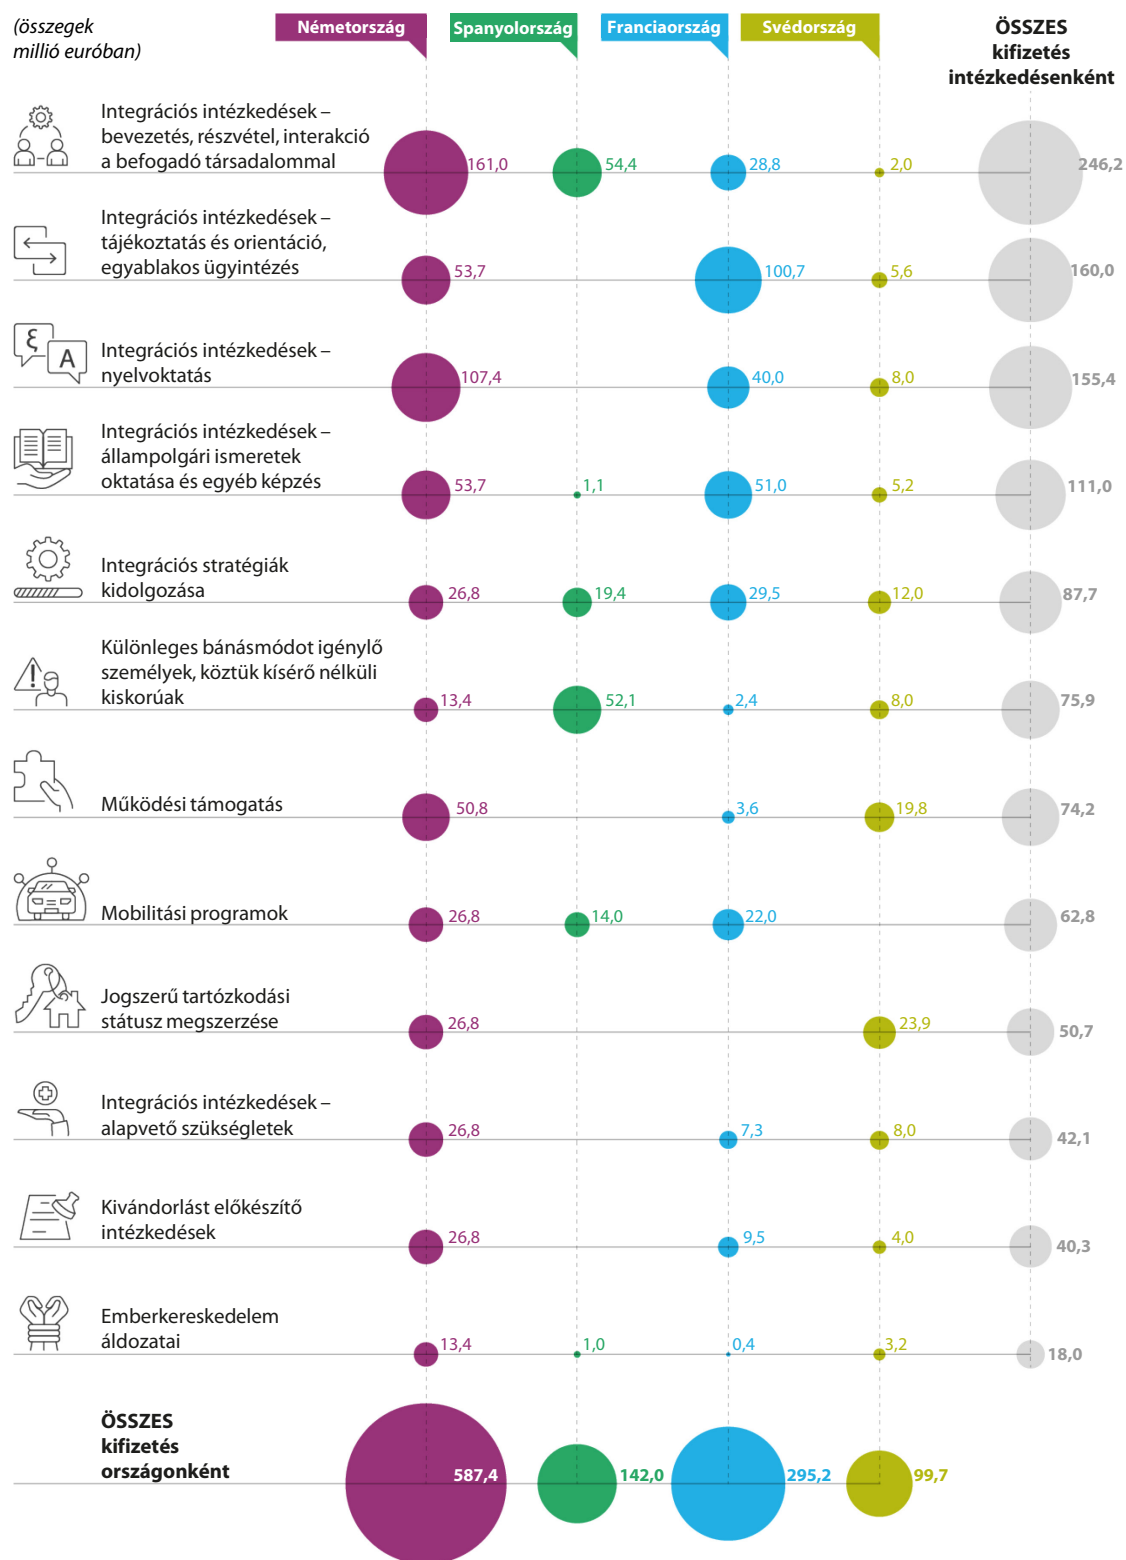 (összegek
millió euróban)
Németország
Spanyolország
Franciaország
Svédország
ÖSSZES
kifizetés
intézkedésenként
Integrációs intézkedések –
bevezetés, részvétel, interakció
a befogadó társadalommal
161,0
54,4
28,8
2,0
246,2
Integrációs intézkedések –
tájékoztatás és orientáció,
egyablakos ügyintézés
53,7
100,7
5,6
160,0
ξ
A
Integrációs intézkedések –
nyelvoktatás
107,4
40,0
8,0
155,4
Integrációs intézkedések –
állampolgári ismeretek
oktatása és egyéb képzés
53,7
1,1
51,0
5,2
111,0
Integrációs stratégiák
kidolgozása
26,8
19,4
29,5
12,0
87,7
Különleges bánásmódot igénylő
személyek, köztük kísérő nélküli
kiskorúak
13,4
52,1
2,4
8,0
75,9
Működési támogatás
50,8
3,6
19,8
74,2
Mobilitási programok
26,8
14,0
22,0
62,8
Jogszerű tartózkodási
státusz megszerzése
26,8
23,9
50,7
Integrációs intézkedések –
alapvető szükségletek
26,8
7,3
8,0
42,1
Kivándorlást előkészítő
intézkedések
26,8
9,5
4,0
40,3
Emberkereskedelem
áldozatai
13,4
1,0
0,4
3,2
18,0
ÖSSZES
kifizetés
országonként
587,4
142,0
295,2
99,7